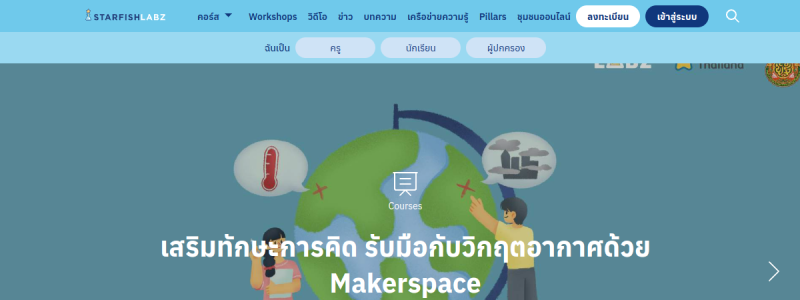 STARFISHLABZ
คอร์ส Workshops วิดีโอ ข่าว บทความ เครือข่ายความรู้ Pillars ชุมชนออนไลน์ ลงทะเบียน เข้าสู่ระบบ
ฉันเป็น ครู นักเรียน ผู้ปกครอง
Thailand
Courses
เสริมทักษะการคิด รับมือกับวิกฤตอากาศด้วย
Makerspace